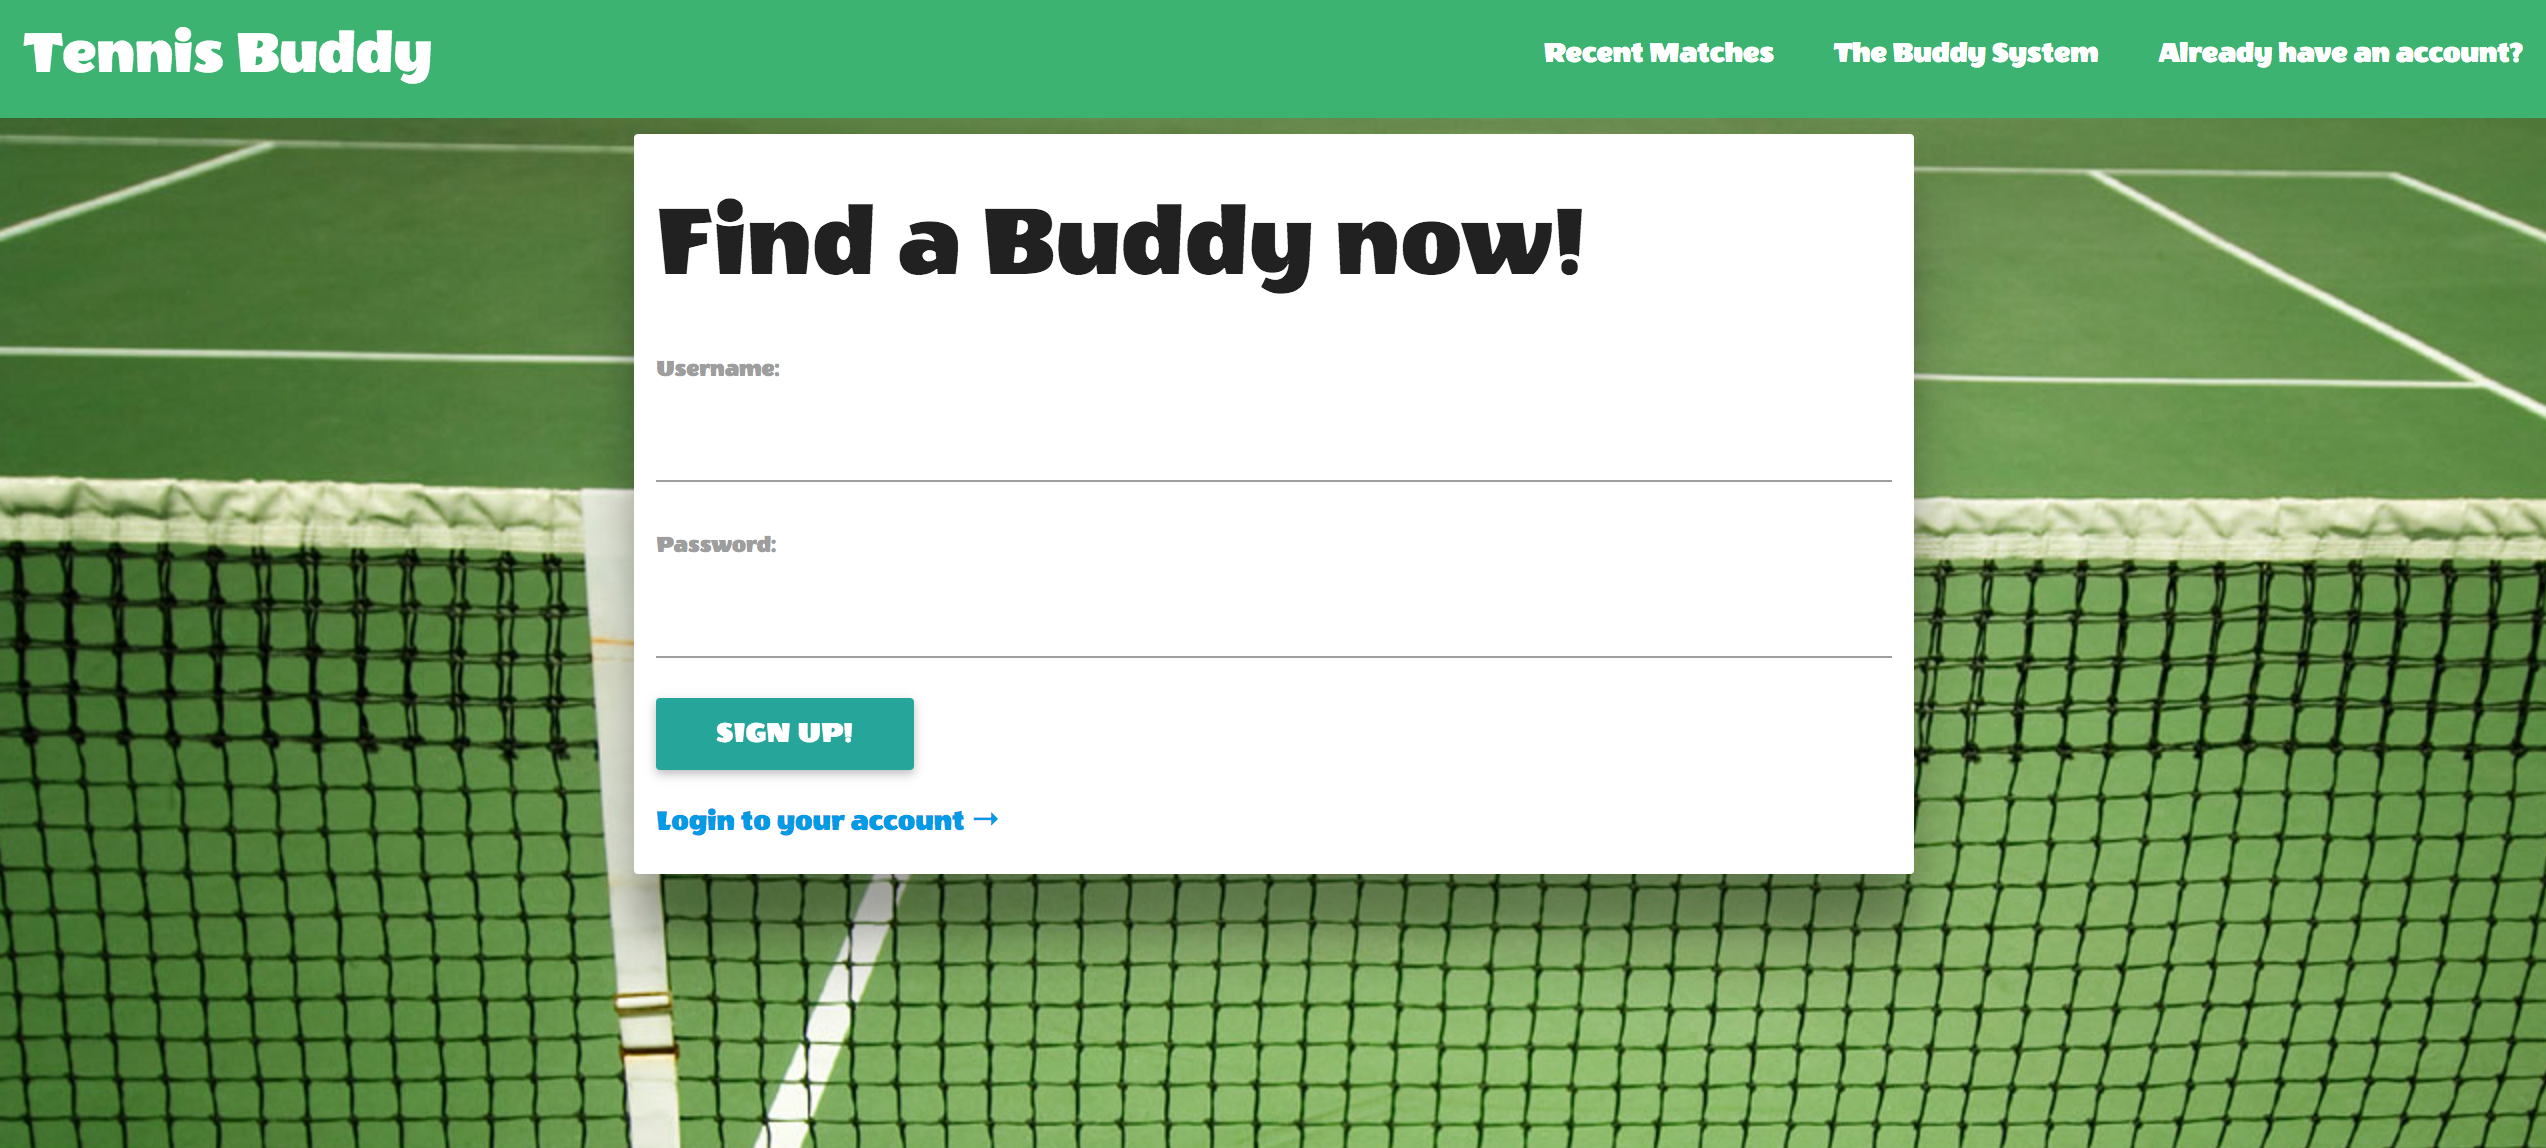 Tennis Buddy
Recent Matches
The Buddy System
Already have an account?
Find a Buddy now!
Username:
Password:
SIGN UP!
Login to your account →